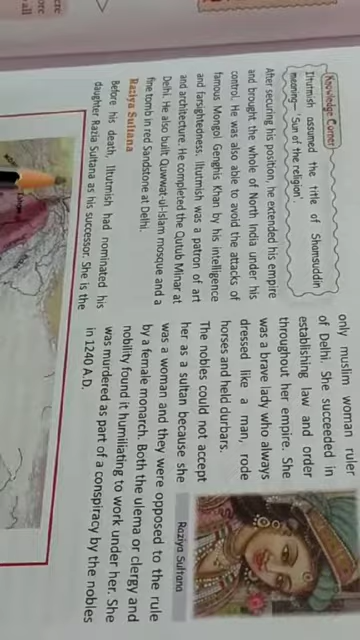 Knowledge Corner
Iltutmish assumed the title of Shamsuddin
meaning– 'Sun of the religion'.
After securing his position, he extended his empire
and brought the whole of North India under his
control. He was also able to avoid the attacks of
famous Mongol Genghis Khan by his intelligence
and farsightedness. Iltutmish was a patron of art
and architecture. He completed the Qutub Minar at
Delhi. He also built Quwwat-ul-Islam mosque and a
fine tomb in red Sandstone at Delhi.
Raziya Sultana
Before his death, Iltutmish had nominated his
daughter Razia Sultana as his successor. She is the
only muslim woman ruler
of Delhi. She succeeded in
establishing law and order
throughout her empire. She
was a brave lady who always
dressed like a man, rode
horses and held durbars.
The nobles could not accept
her as a sultan because she
was a woman and they were opposed to the rule
by a female monarch. Both the ulema or clergy and
nobility found it humiliating to work under her. She
was murdered as part of a conspiracy by the nobles
in 1240 A.D.
Raziya Sultana